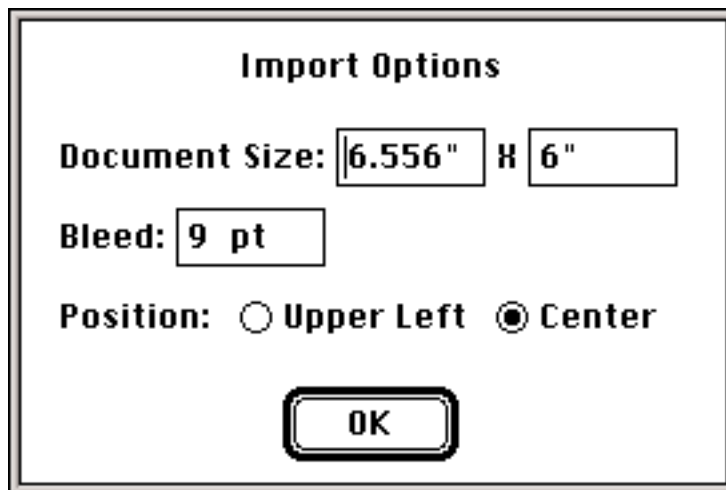 Import Options
Document Size: 6.556" X 6"
Bleed: 9 pt
Position: Upper Left Center
OK